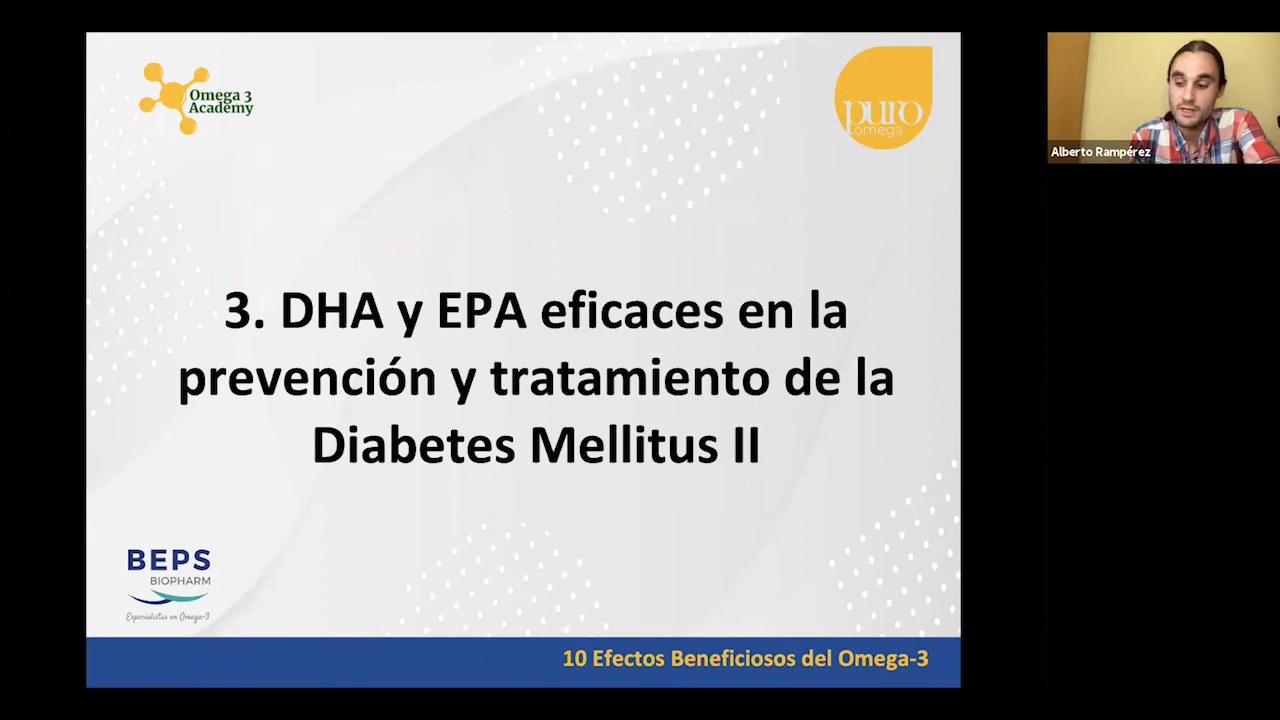 Omega 3
Academy
puro
omega
3. DHA y EPA eficaces en la
prevención y tratamiento de la
Diabetes Mellitus II
BEPS
BIOPHARM
Especialistas en Omega-3
10 Efectos Beneficiosos del Omega-3
Alberto Rampérez